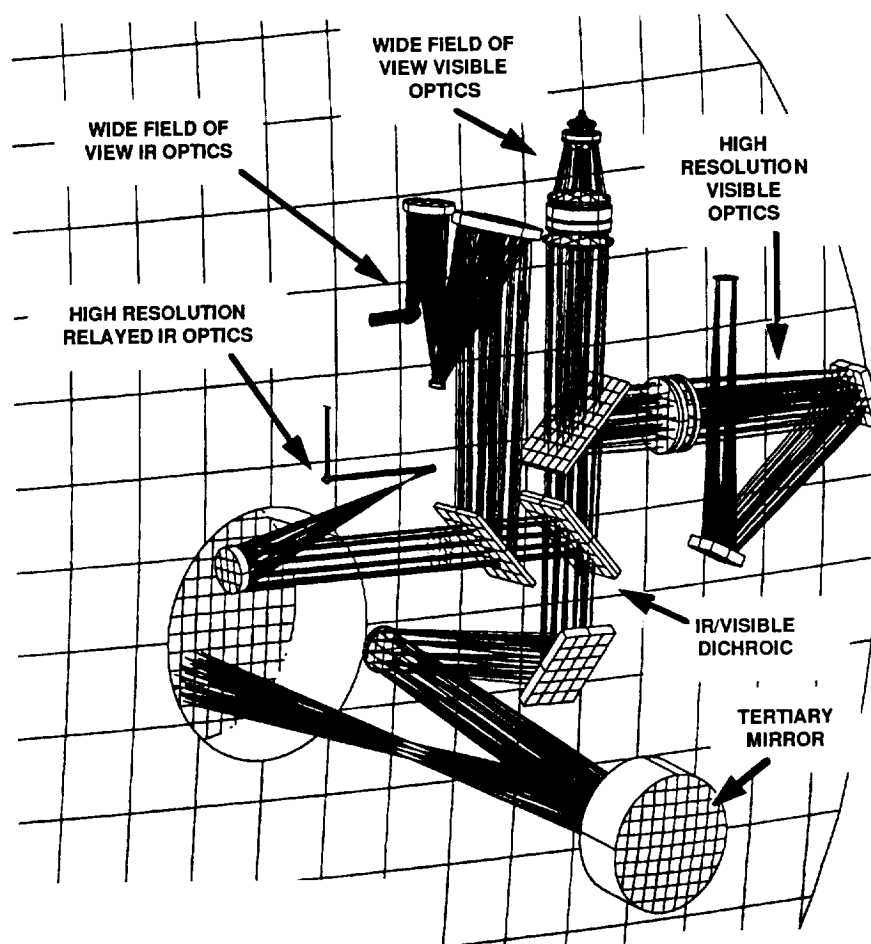 WIDE FIELD OF
VIEW VISIBLE
OPTICS
WIDE FIELD OF
VIEW IR OPTICS
HIGH
RESOLUTION
VISIBLE
OPTICS
HIGH RESOLUTION
RELAYED IR OPTICS
IR/VISIBLE
DICHROIC
TERTIARY
MIRROR